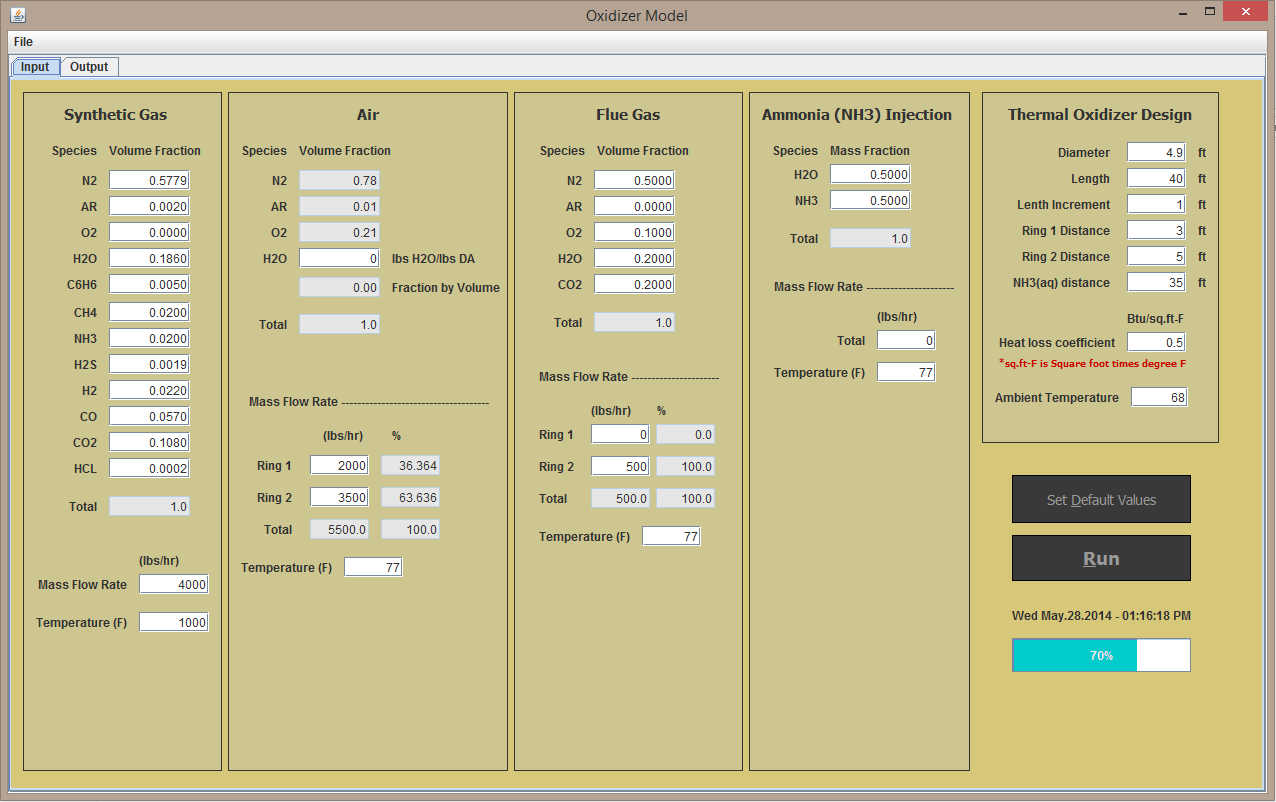 Oxidizer Model
File
Input Output
Synthetic Gas
Species Volume Fraction
N2 0.5779
AR 0.0020
O2 0.0000
H2O 0.1860
C6H6 0.0050
CH4 0.0200
NH3 0.0200
H2S 0.0019
H2 0.0220
CO 0.0570
CO2 0.1080
HCL 0.0002
Total 1.0
(lbs/hr)
Mass Flow Rate 4000
Temperature (F) 1000
Air
Species Volume Fraction
N2 0.78
AR 0.01
O2 0.21
H2O 0 lbs H2O/lbs DA
0.00 Fraction by Volume
Total 1.0
Mass Flow Rate -------------------------------------
(lbs/hr) %
Ring 1 2000 36.364
Ring 2 3500 63.636
Total 5500.0 100.0
Temperature (F) 77
Flue Gas
Species Volume Fraction
N2 0.5000
AR 0.0000
O2 0.1000
H2O 0.2000
CO2 0.2000
Total 1.0
Mass Flow Rate ----------------------
(lbs/hr) %
Ring 1 0 0.0
Ring 2 500 100.0
Total 500.0 100.0
Temperature (F) 77
Ammonia (NH3) Injection
Species Mass Fraction
H2O 0.5000
NH3 0.5000
Total 1.0
Mass Flow Rate ----------------------
(lbs/hr)
Total 0
Temperature (F) 77
Thermal Oxidizer Design
Diameter 4.9 ft
Length 40 ft
Lenth Increment 1 ft
Ring 1 Distance 3 ft
Ring 2 Distance 5 ft
NH3(aq) distance 35 ft
Btu/sq.ft-F
Heat loss coefficient 0.5
*sq.ft-F is Square foot times degree F
Ambient Temperature 68
Set Default Values
Run
Wed May.28.2014 - 01:16:18 PM
70%